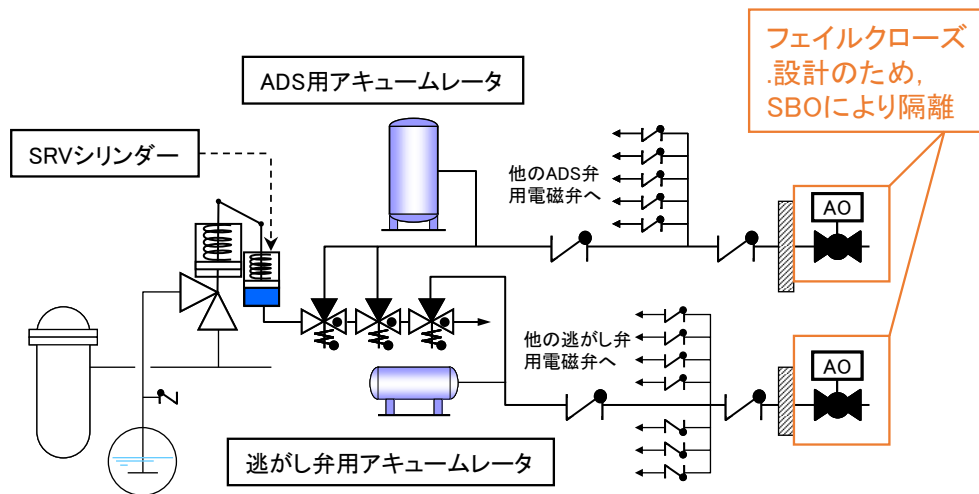 フェイルクローズ
.設計のため，
SBOにより隔離
ADS用アキュームレータ
SRVシリンダー
他のADS弁
用電磁弁へ
AO
他の逃がし弁
用電磁弁へ
AO
逃がし弁用アキュームレータ